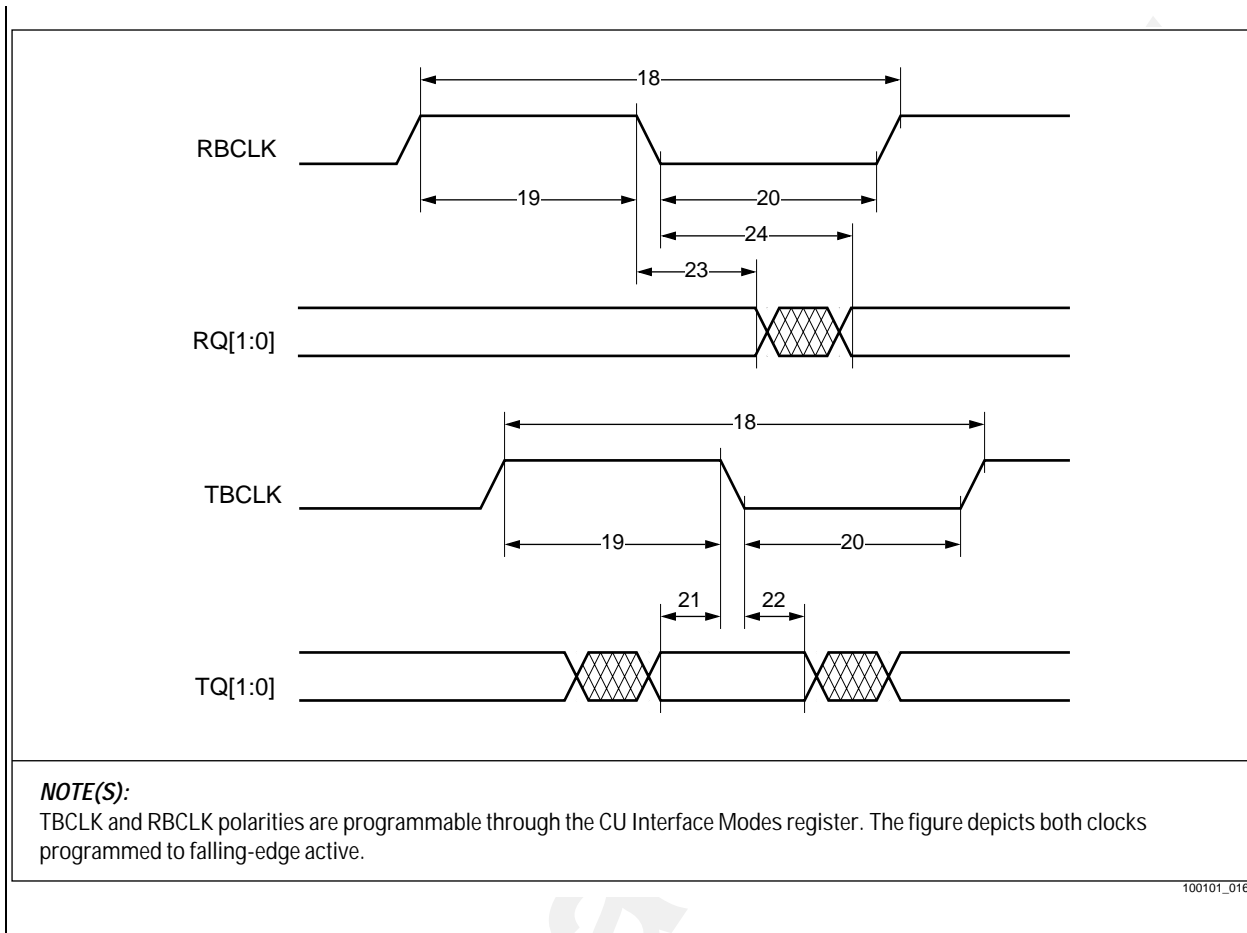 18
RBCLK
19
20
24
23
RQ[1:0]
18
TBCLK
19
20
21
22
TQ[1:0]
NOTE(S):
TBCLK and RBCLK polarities are programmable through the CU Interface Modes register. The figure depicts both clocks
programmed to falling-edge active.
100101_016